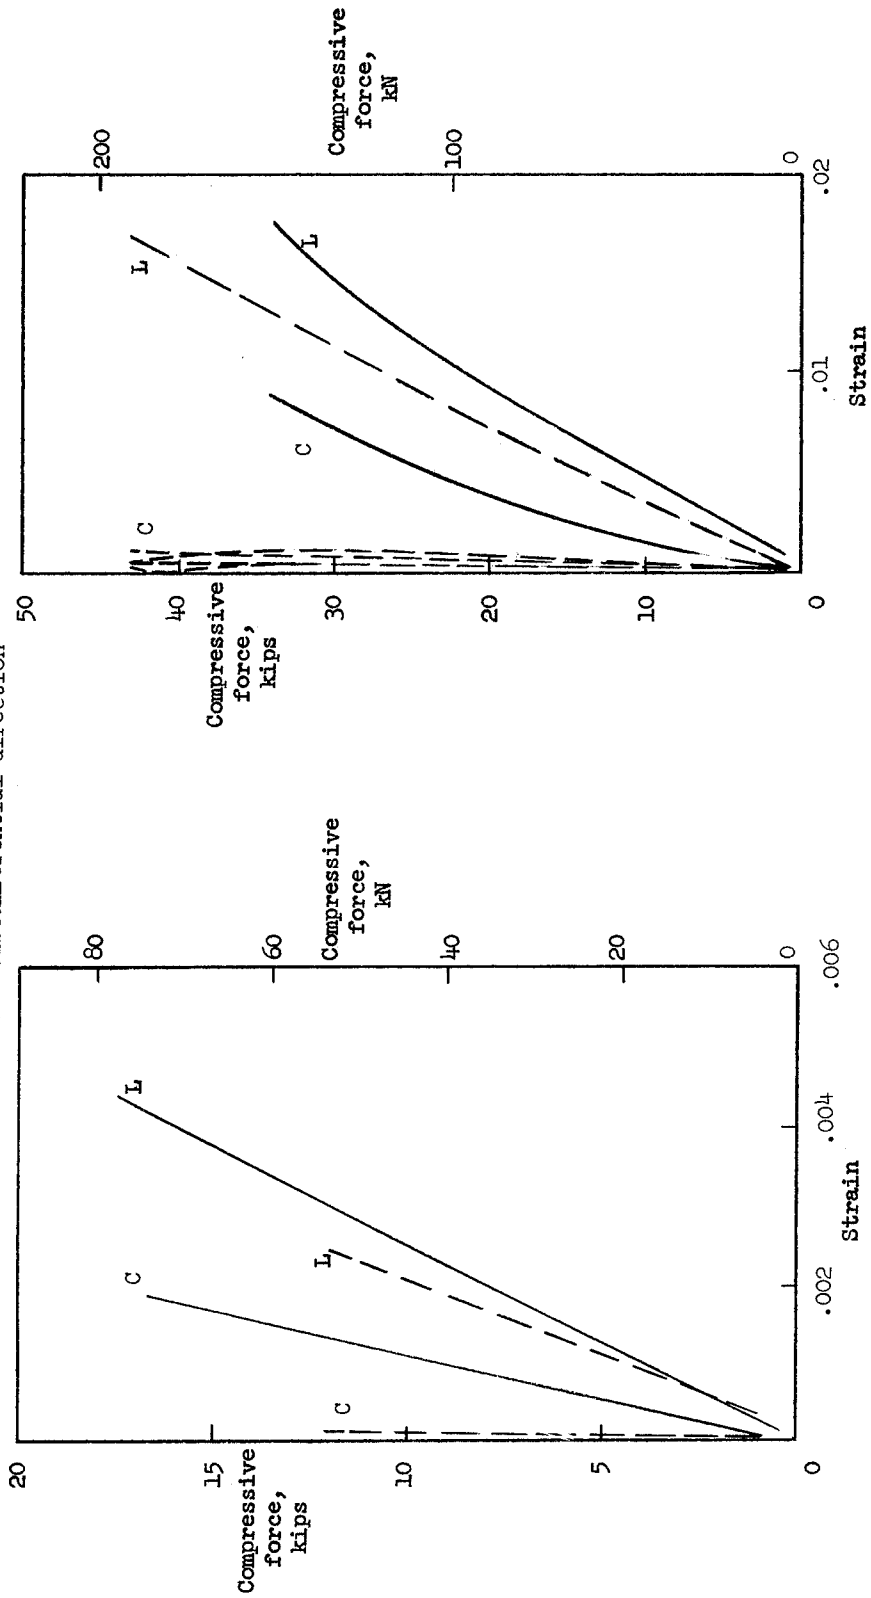 direction
20
15
10
5
0
Compressive
force,
kips
C
L
C
L
80
60
40
20
0
Compressive
force,
kN
.002
.004
.006
Strain
50
40
30
20
10
0
Compressive
force,
kips
C
C
L
L
200
100
0
Compressive
force,
kN
.01
.02
Strain